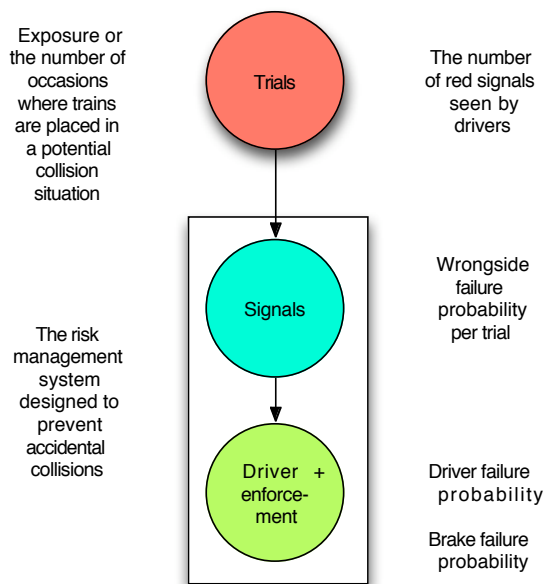 Exposure or
the number of
occasions
where trains
are placed in
a potential
collision
situation
Trials
The number
of red signals
seen by
drivers
Signals
Wrongside
failure
probability
per trial
The risk
management
system
designed to
prevent
accidental
collisions
Driver +
enforce-
ment
Driver failure
probability
Brake failure
probability